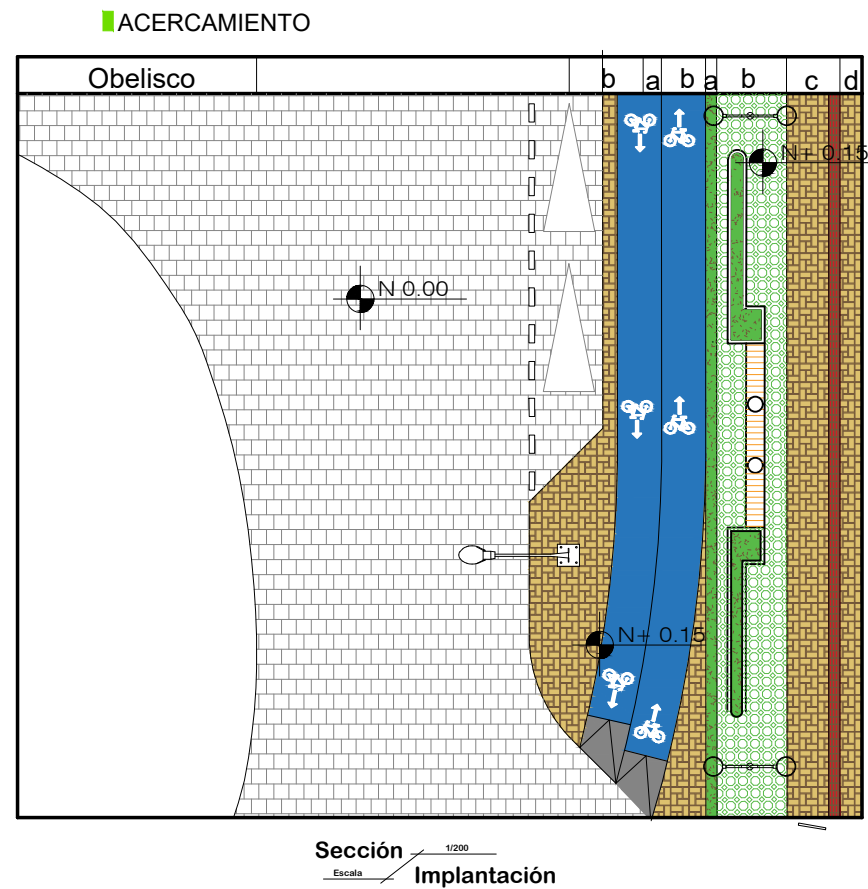 ACERCAMIENTO
Obelisco b a b a b c d
N+ 0.15
N 0.00
N+ 0.15
Sección 1/200
Escala Implantación